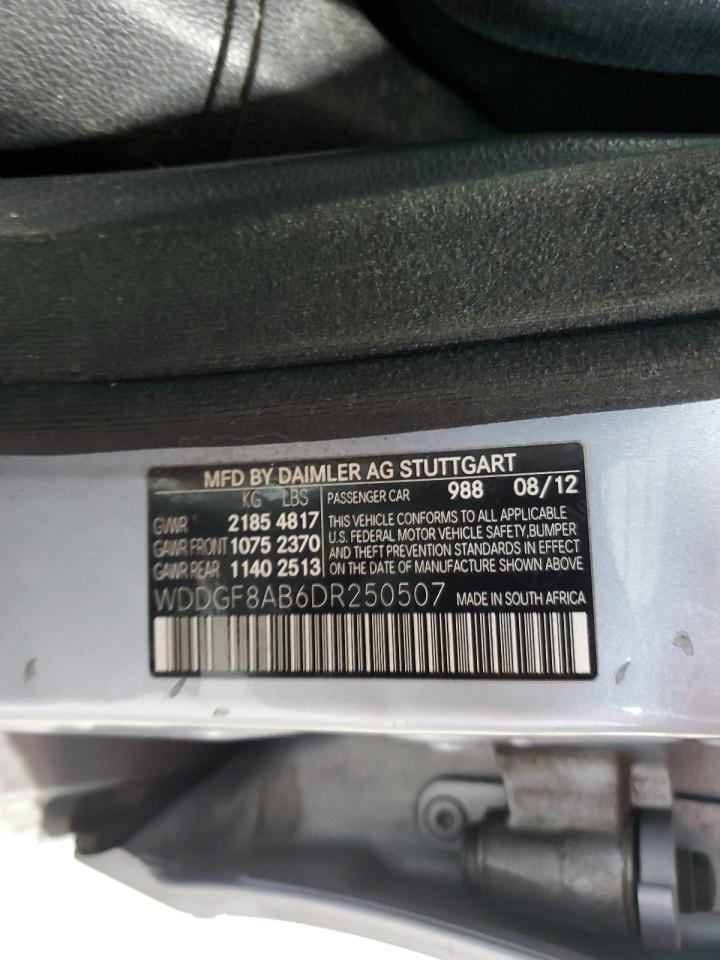 MFD BY DAIMLER AG STUTTGART
KG LBS
GVWR 2185 4817
GAWR FRONT 1075 2370
GAWR REAR 1140 2513
PASSENGER CAR 988 08/12
THIS VEHICLE CONFORMS TO ALL APPLICABLE
U.S. FEDERAL MOTOR VEHICLE SAFETY,BUMPER
AND THEFT PREVENTION STANDARDS IN EFFECT
ON DATE OF MANUFACTURE SHOWN ABOVE
WDDGF8AB6DR250507 MADE IN SOUTH AFRICA